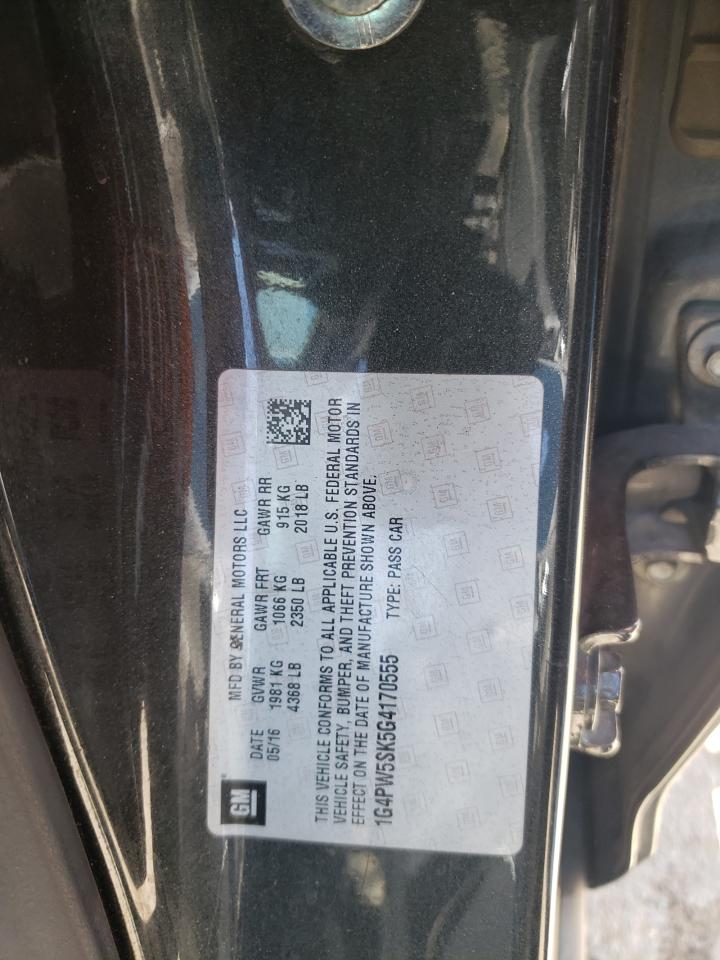 GM
MFD BY GENERAL MOTORS LLC
DATE GVWR GAWR FRT GAWR RR
05/16 1981 KG 1066 KG 915 KG
4368 LB 2350 LB 2018 LB
THIS VEHICLE CONFORMS TO ALL APPLICABLE U.S. FEDERAL MOTOR
VEHICLE SAFETY, BUMPER, AND THEFT PREVENTION STANDARDS IN
EFFECT ON THE DATE OF MANUFACTURE SHOWN ABOVE.
1G4PW5SK5G4170555 TYPE: PASS CAR